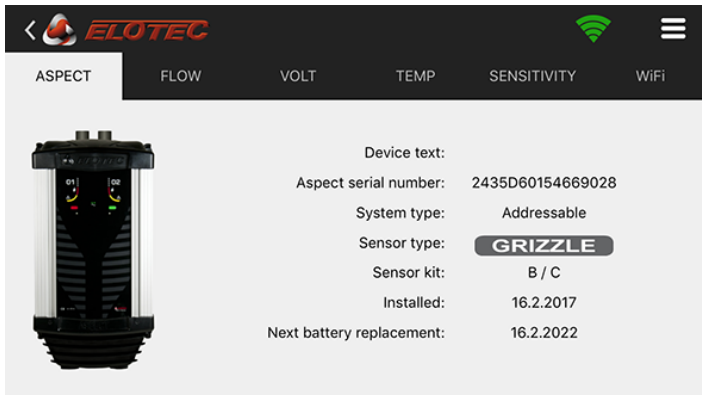 ELOTEC
ASPECT FLOW VOLT TEMP SENSITIVITY WiFi
Device text:
Aspect serial number: 2435D60154669028
System type: Addressable
Sensor type: GRIZZLE
Sensor kit: B / C
Installed: 16.2.2017
Next battery replacement: 16.2.2022
ELOTEC
01 02